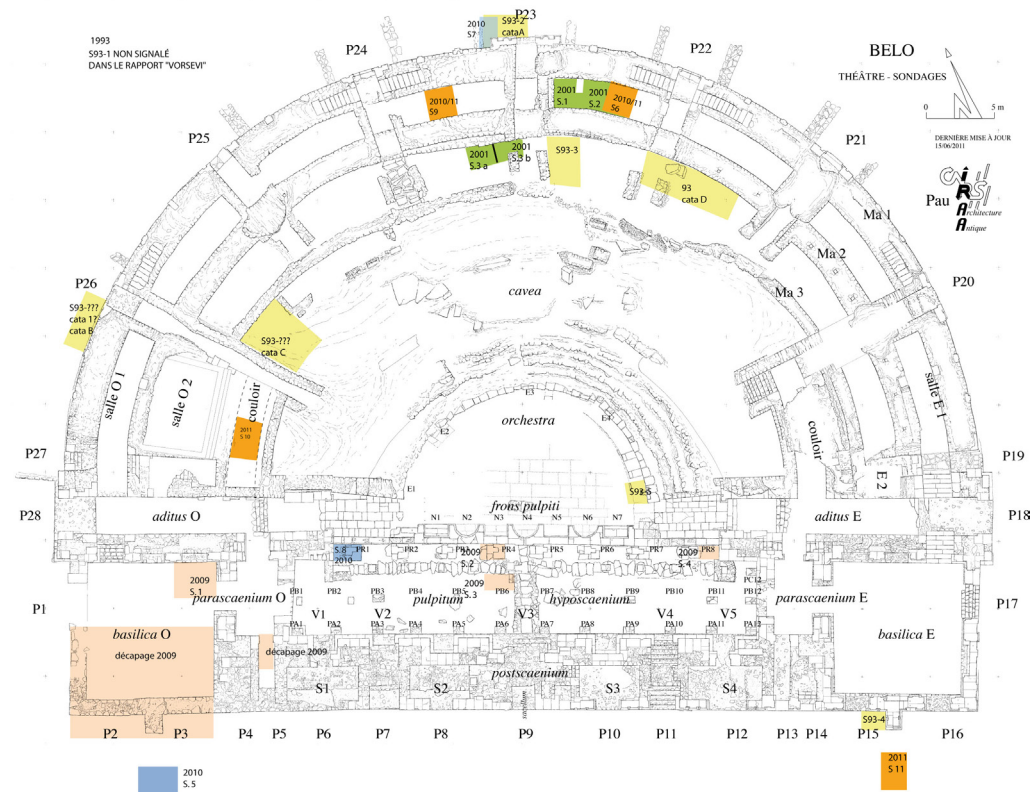 1993
S93-1 NON SIGNALÉ
DANS LE RAPPORT "VORSEVI"
BELO
THÉÂTRE - SONDAGES
0 5 m
DERNIÈRE MISE À JOUR
15/06/2011
Pau
CIRSA
iRAA
Architecture
Antique
P23
2010
S7
S93-2
cataA
P24
P22
2010/11
S9
2001
S.1
2001
S.2
2010/11
S6
P25
P21
2001
S.3 a
2001
S.3 b
S93-3
93
cata D
Ma 1
Ma 2
Ma 3
P26
P20
S93-???
cata 1?
cata B
cavea
S93-???
cata C
salle O 1
salle O 2
couloir
2011
S 10
salle E 1
couloir
E 2
E3
E2
E4
orchestra
E1
S93-5
P27
P19
P28
P18
aditus O
frons pulpiti
aditus E
N1 N2 N3 N4 N5 N6 N7
S.8
2010
PR1 PR2 PR3 PR4 PR5 PR6 PR7 PR8
2009
S. 2
2009
S. 4
2009
S. 1
2009
S. 3
P1
P17
parascaenium O
pulpitum
hyposcaenium
parascaenium E
PC12
PB1 PB2 PB3 PB4 PB5 PB6 PB7 PB8 PB9 PB10 PB11 PB12
V1 V2 V3 V4 V5
PA1 PA2 PA3 PA4 PA5 PA6 PA7 PA8 PA9 PA10 PA11 PA12
basilica O
basilica E
décapage 2009
décapage 2009
postscaenium
S1 S2 S3 S4
sacellum
S93-4
P2 P3 P4 P5 P6 P7 P8 P9 P10 P11 P12 P13 P14 P15 P16
2010
S. 5
2011
S 11